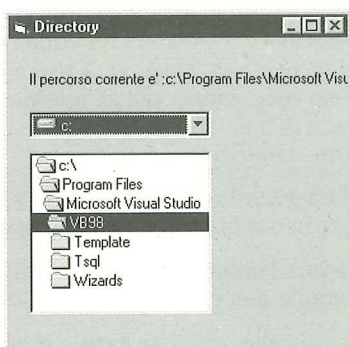 Directory
Il percorso corrente e' :c:\Program Files\Microsoft Visu
c:
c:\
Program Files
Microsoft Visual Studio
VB98
Template
Tsql
Wizards